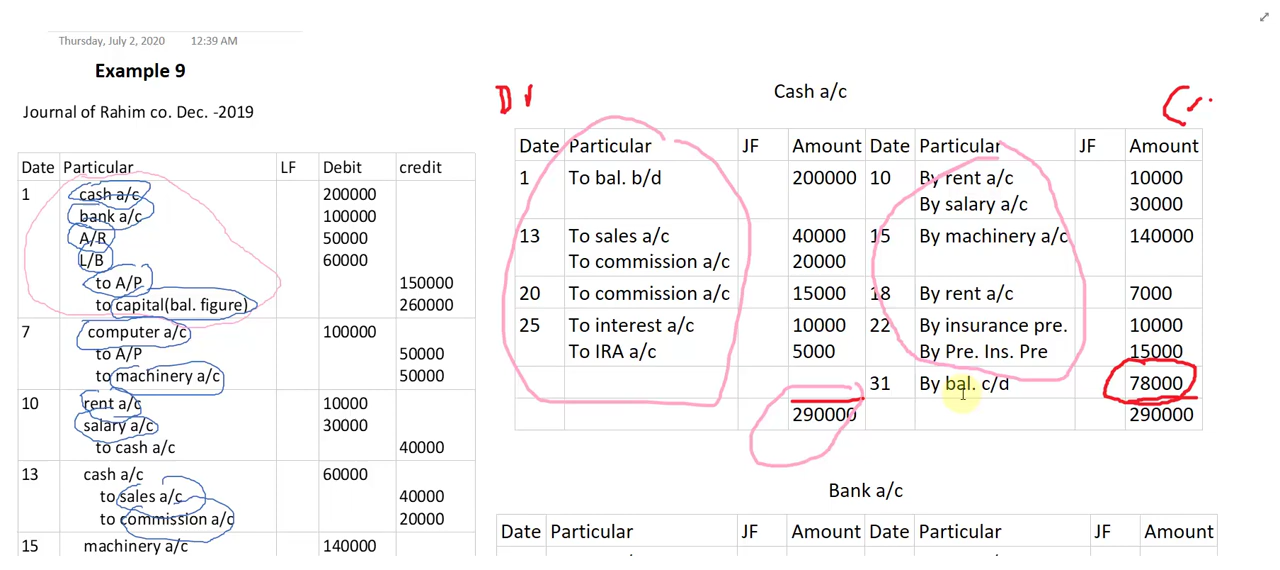 Thursday, July 2, 2020 12:39 AM
Example 9
Journal of Rahim co. Dec. -2019
Date Particular LF Debit credit
1 cash a/c 200000
bank a/c 100000
A/R 50000
L/B 60000
to A/P 150000
to capital(bal. figure) 260000
7 computer a/c 100000
to A/P 50000
to machinery a/c 50000
10 rent a/c 10000
salary a/c 30000
to cash a/c 40000
13 cash a/c 60000
to sales a/c 40000
to commission a/c 20000
15 machinery a/c 140000
Cash a/c
Dr Cr.
Date Particular JF Amount Date Particular JF Amount
1 To bal. b/d 200000 10 By rent a/c 10000
By salary a/c 30000
13 To sales a/c 40000 15 By machinery a/c 140000
To commission a/c 20000
20 To commission a/c 15000 18 By rent a/c 7000
25 To interest a/c 10000 22 By insurance pre. 10000
To IRA a/c 5000 By Pre. Ins. Pre 15000
31 By bal. c/d 78000
290000 290000
Bank a/c
Date Particular JF Amount Date Particular JF Amount